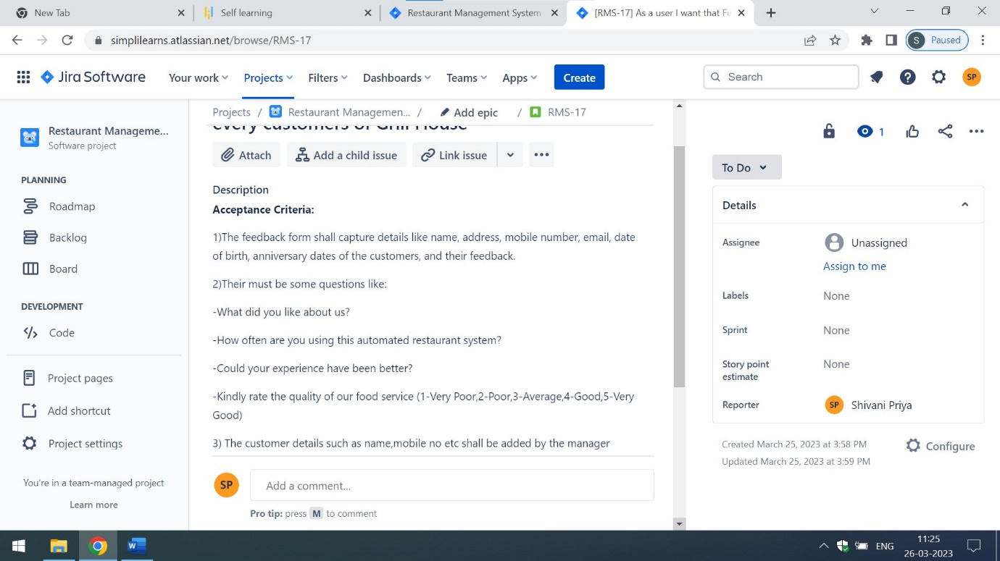 New Tab
Self learning
Restaurant Management System
[RMS-17] As a user I want that Fe
simplilearns.atlassian.net/browse/RMS-17
S
Paused
Jira Software
Your work
Projects
Filters
Dashboards
Teams
Apps
Create
Search
SP
Restaurant Manageme...
Software project
PLANNING
Roadmap
Backlog
Board
DEVELOPMENT
Code
Project pages
Add shortcut
Project settings
You're in a team-managed project
Learn more
Projects / Restaurant Managemen... / Add epic / RMS-17
every customers of Grill House
Attach
Add a child issue
Link issue
Description
Acceptance Criteria:
1)The feedback form shall capture details like name, address, mobile number, email, date
of birth, anniversary dates of the customers, and their feedback.
2)Their must be some questions like:
-What did you like about us?
-How often are you using this automated restaurant system?
-Could your experience have been better?
-Kindly rate the quality of our food service (1-Very Poor,2-Poor,3-Average,4-Good,5-Very
Good)
3) The customer details such as name,mobile no etc shall be added by the manager
SP
Add a comment...
Pro tip: press M to comment
1
To Do
Details
Assignee
Unassigned
Assign to me
Labels
None
Sprint
None
Story point
estimate
None
Reporter
SP
Shivani Priya
Created March 25, 2023 at 3:58 PM
Updated March 25, 2023 at 3:59 PM
Configure
W
ENG
11:25
26-03-2023